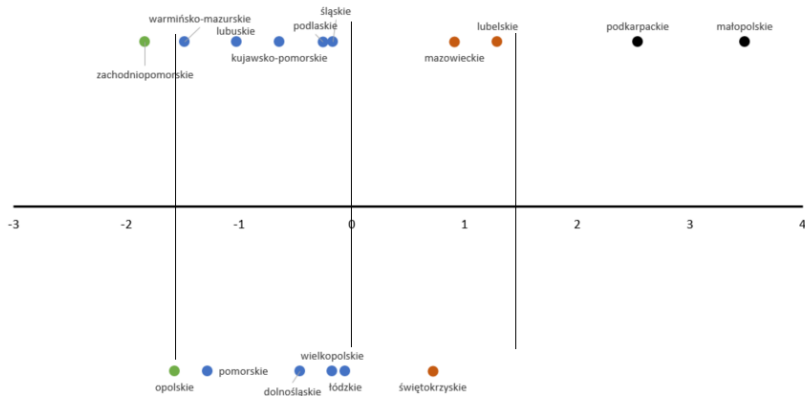 śląskie
warmińsko-mazurskie
podlaskie
lubelskie
podkarpackie
małopolskie
lubuskie
kujawsko-pomorskie
mazowieckie
zachodniopomorskie
-3 -2 -1 0 1 2 3 4
wielkopolskie
pomorskie
opolskie
dolnośląskie
łódzkie
świętokrzyskie